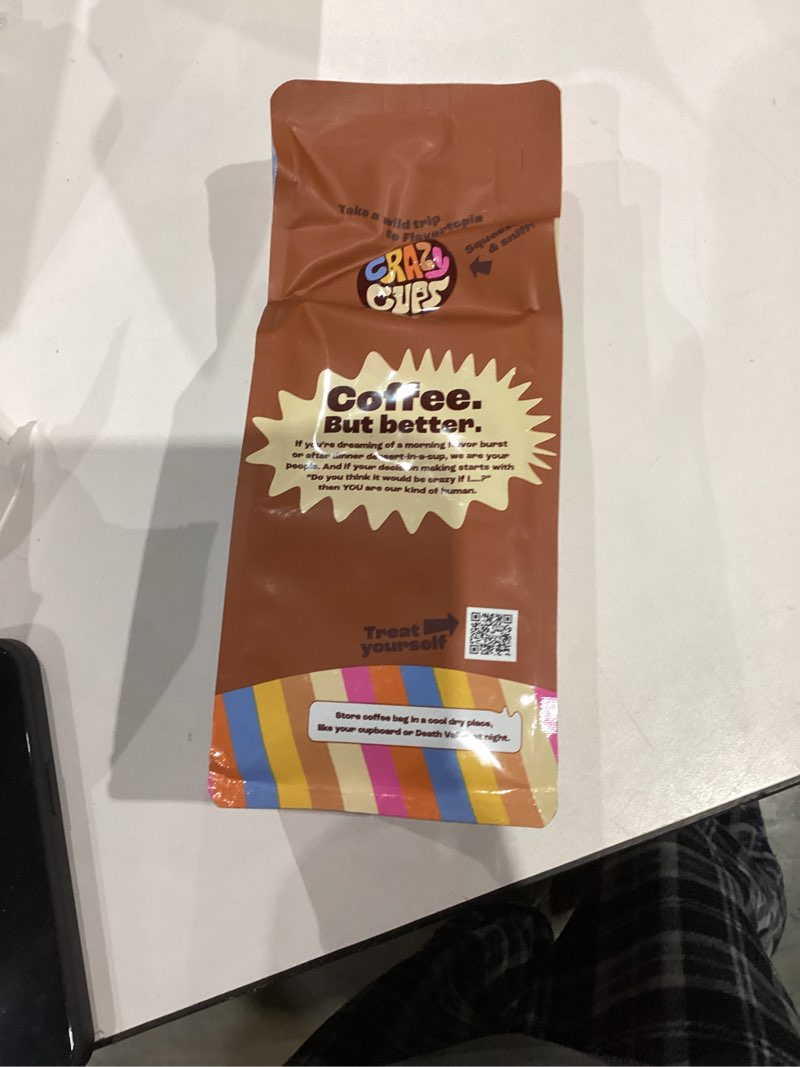 Take a wild trip
to Flavortopia
Squeeze
& sniff!
CRAZY
CUPS
Coffee.
But better.
If you're dreaming of a morning flavor burst
or after dinner dessert-in-a-cup, we are your
people. And if your decision making starts with
"Do you think it would be crazy if I....?"
then YOU are our kind of human.
Treat
yourself
Store coffee bag in a cool dry place,
like your cupboard or Death Valley at night.